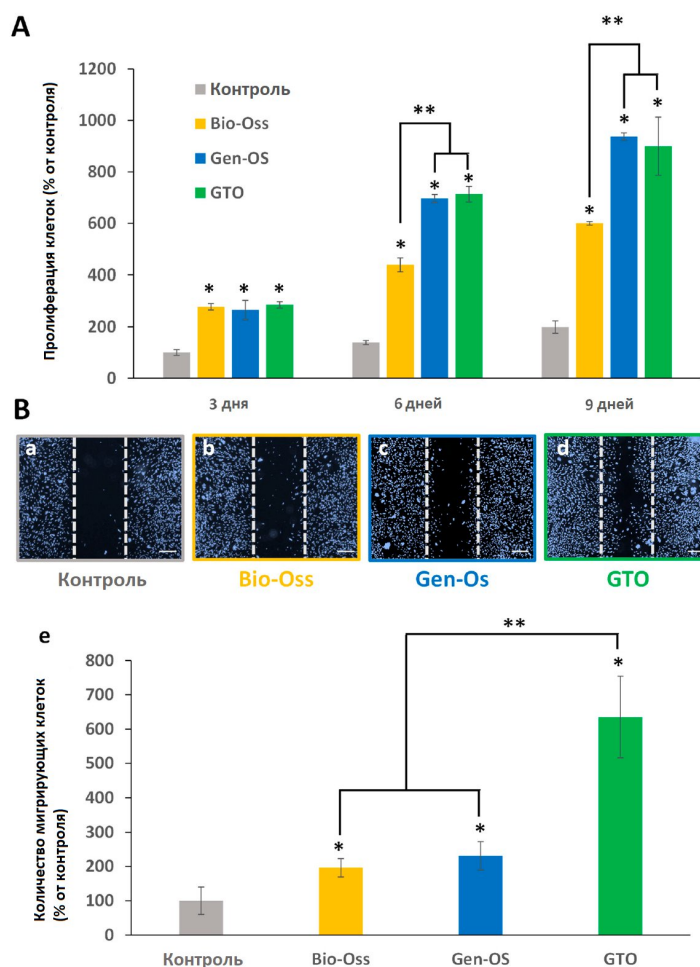 A
**
**
Пролиферация клеток (% от контроля)
1200
1000
800
600
400
200
0
Контроль
Bio-Oss
Gen-OS
GTO
* * *
* * *
* * *
3 дня 6 дней 9 дней
B
a b c d
Контроль Bio-Oss Gen-Os GTO
e
**
Количество мигрирующих клеток
(% от контроля)
800
700
600
500
400
300
200
100
0
* * *
Контроль Bio-Oss Gen-OS GTO